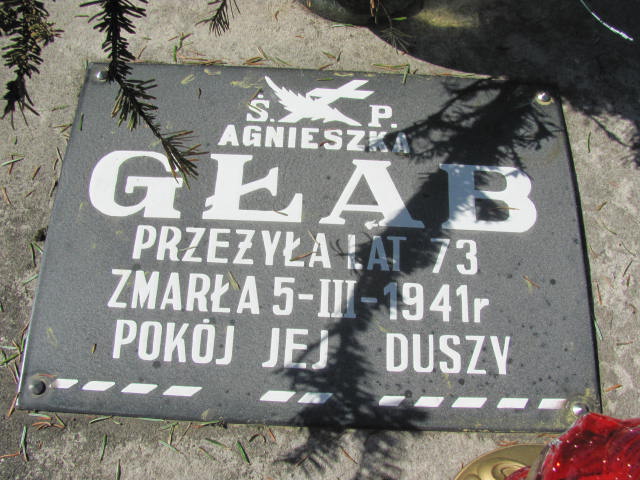 Ś. P.
AGNIESZKA
GŁĄB
PRZEŻYŁA LAT 73
ZMARŁA 5-III-1941r
POKÓJ JEJ DUSZY